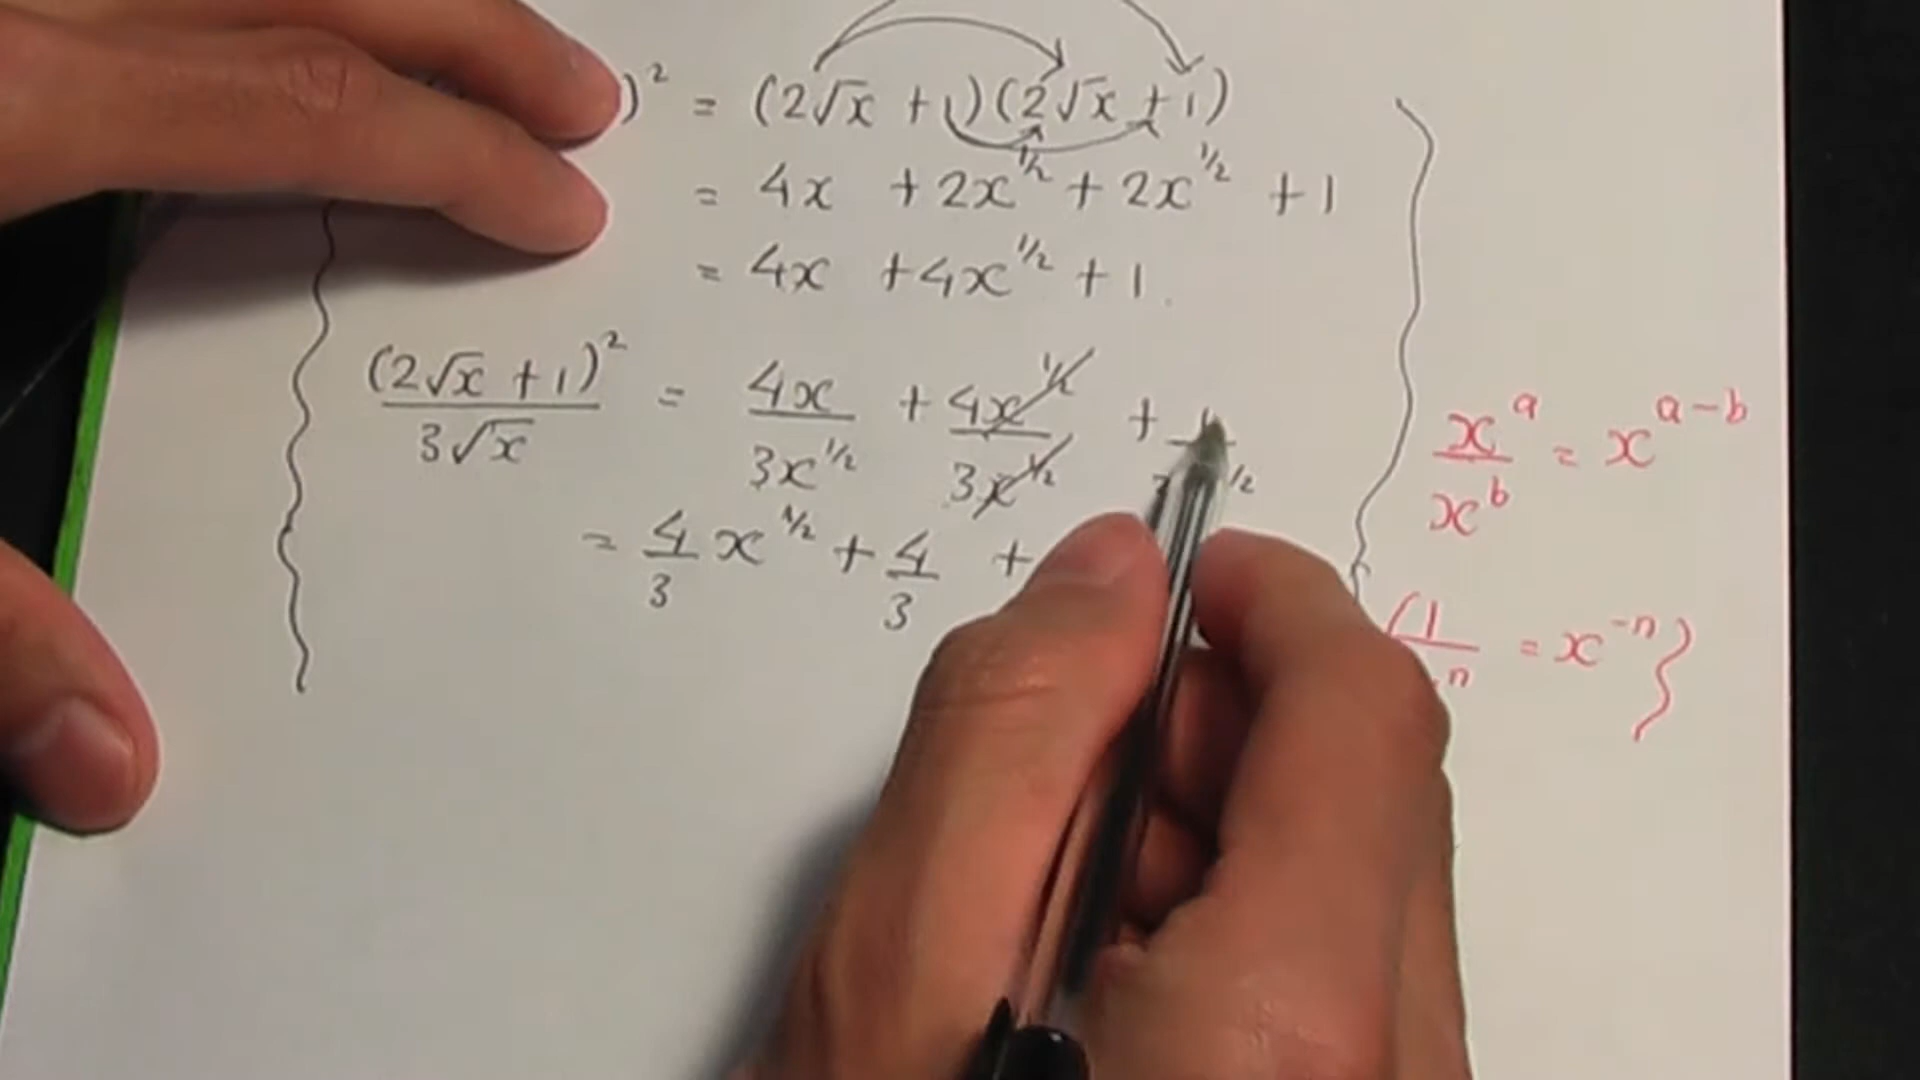 )² = (2√x + 1)(2√x + 1)
= 4x + 2x^½ + 2x^½ + 1
= 4x + 4x^½ + 1.
(2√x + 1)² / 3√x = 4x / 3x^½ + 4x^½ / 3x^½ +
= 4/3 x^½ + 4/3 +
x^a / x^b = x^(a-b)
(1 / n = x^-n }